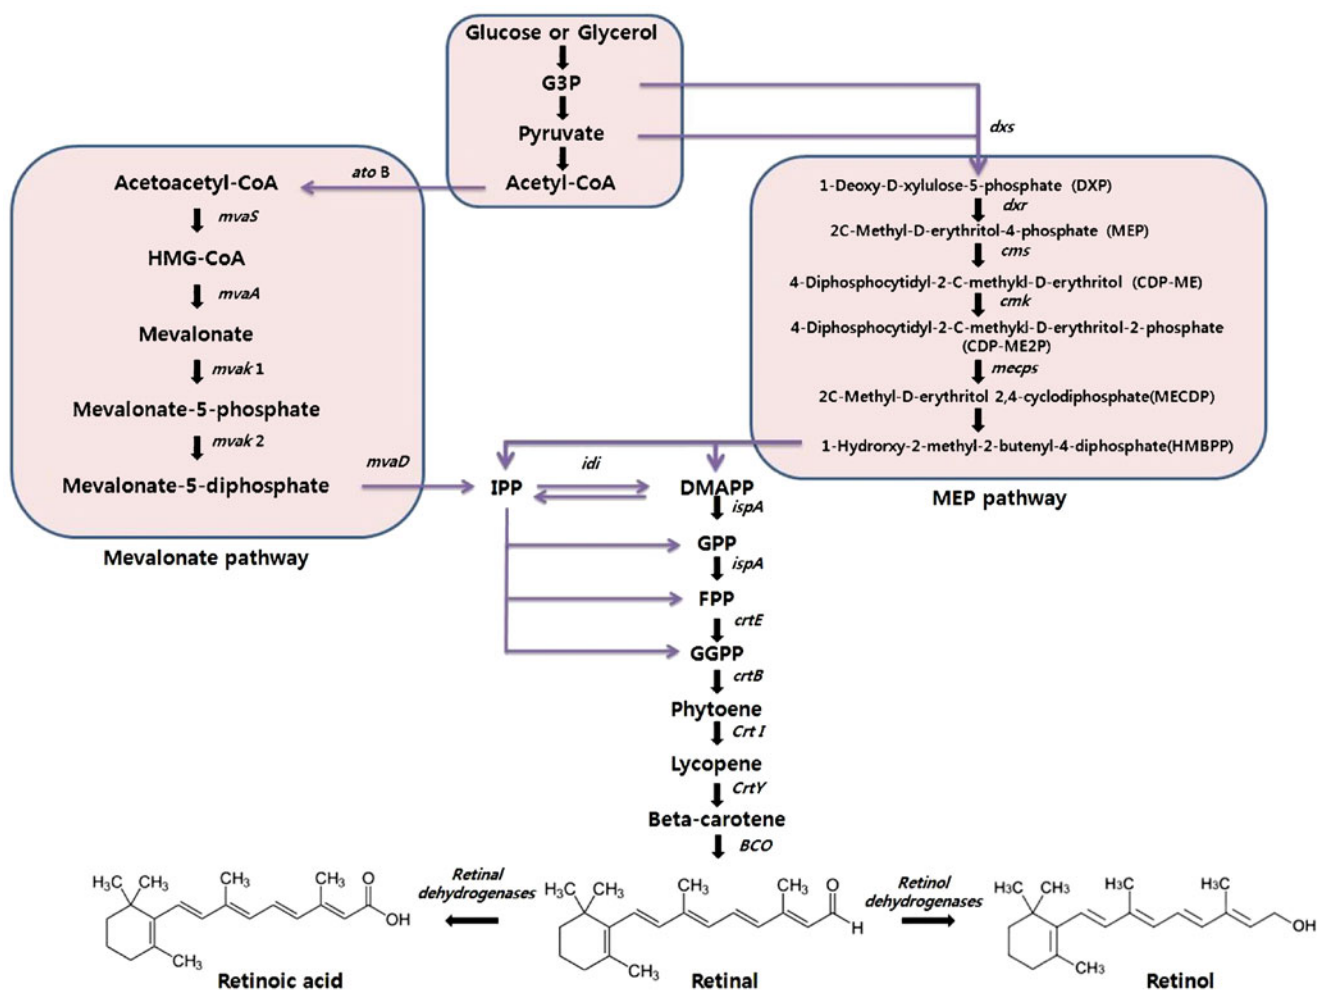 Glucose or Glycerol
G3P
Pyruvate
Acetyl-CoA
dxs
ato B
Acetoacetyl-CoA
mvaS
HMG-CoA
mvaA
Mevalonate
mvak 1
Mevalonate-5-phosphate
mvak 2
Mevalonate-5-diphosphate
mvaD
Mevalonate pathway
1-Deoxy-D-xylulose-5-phosphate (DXP)
dxr
2C-Methyl-D-erythritol-4-phosphate (MEP)
cms
4-Diphosphocytidyl-2-C-methykl-D-erythritol (CDP-ME)
cmk
4-Diphosphocytidyl-2-C-methykl-D-erythritol-2-phosphate
(CDP-ME2P)
mecps
2C-Methyl-D-erythritol 2,4-cyclodiphosphate(MECDP)
1-Hydrorxy-2-methyl-2-butenyl-4-diphosphate(HMBPP)
MEP pathway
IPP
idi
DMAPP
ispA
GPP
ispA
FPP
crtE
GGPP
crtB
Phytoene
Crt I
Lycopene
CrtY
Beta-carotene
BCO
H₃C CH₃ CH₃ CH₃ O
OH
CH₃
Retinoic acid
Retinal
dehydrogenases
H₃C CH₃ CH₃ CH₃ O
H
CH₃
Retinal
Retinol
dehydrogenases
H₃C CH₃ H₃C H₃C
OH
CH₃
Retinol